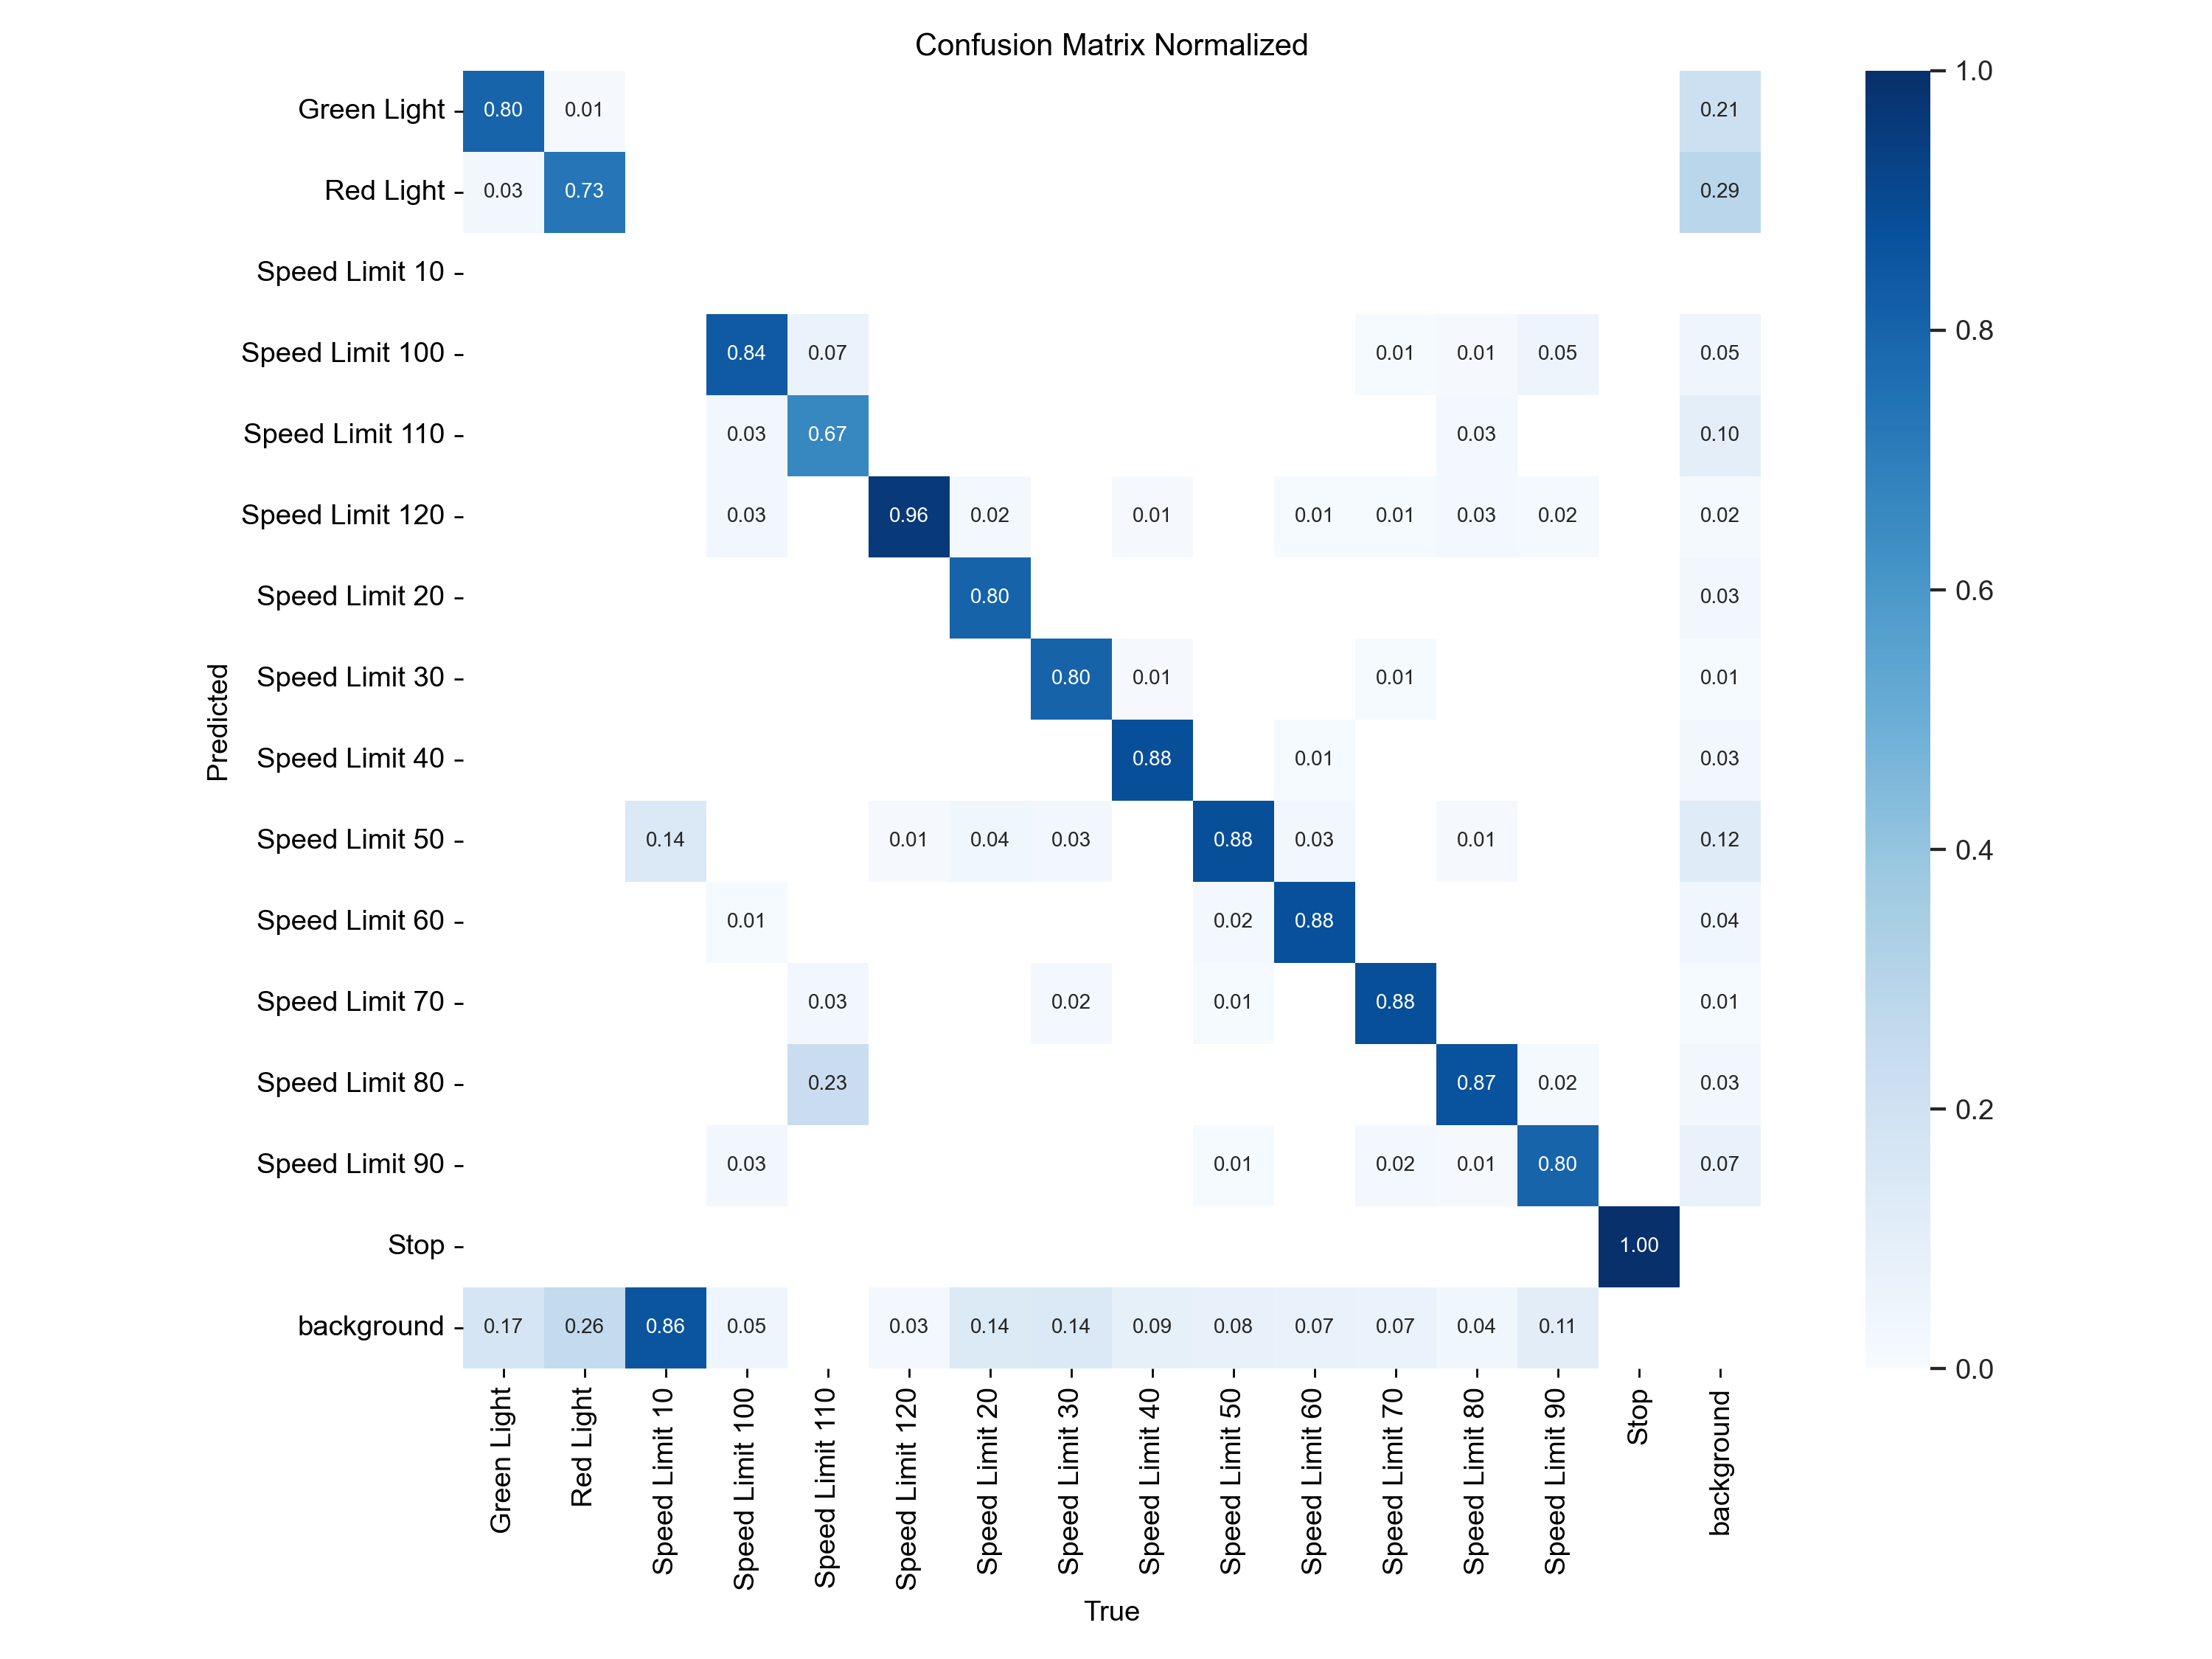 Confusion Matrix Normalized
Green Light 0.80 0.01 0.21
Red Light 0.03 0.73 0.29
Speed Limit 10
Speed Limit 100 0.84 0.07 0.01 0.01 0.05 0.05
Speed Limit 110 0.03 0.67 0.03 0.10
Speed Limit 120 0.03 0.96 0.02 0.01 0.01 0.01 0.03 0.02 0.02
Speed Limit 20 0.80 0.03
Speed Limit 30 0.80 0.01 0.01 0.01
Speed Limit 40 0.88 0.01 0.03
Speed Limit 50 0.14 0.01 0.04 0.03 0.88 0.03 0.01 0.12
Speed Limit 60 0.01 0.02 0.88 0.04
Speed Limit 70 0.03 0.02 0.01 0.88 0.01
Speed Limit 80 0.23 0.87 0.02 0.03
Speed Limit 90 0.03 0.01 0.02 0.01 0.80 0.07
Stop 1.00
background 0.17 0.26 0.86 0.05 0.03 0.14 0.14 0.09 0.08 0.07 0.07 0.04 0.11
Predicted
Green Light
Red Light
Speed Limit 10
Speed Limit 100
Speed Limit 110
Speed Limit 120
Speed Limit 20
Speed Limit 30
Speed Limit 40
Speed Limit 50
Speed Limit 60
Speed Limit 70
Speed Limit 80
Speed Limit 90
Stop
background
True
1.0
0.8
0.6
0.4
0.2
0.0